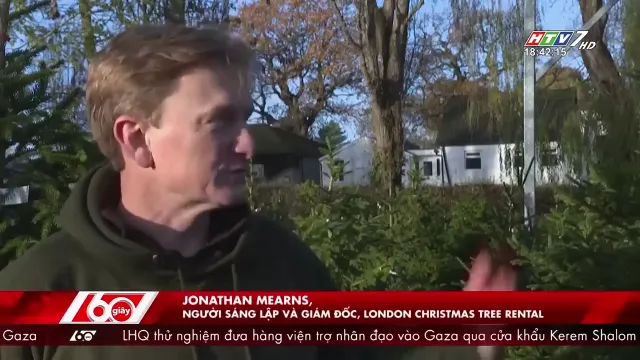 HTV7 HD
18:42:15
60 giây
JONATHAN MEARNS,
NGƯỜI SÁNG LẬP VÀ GIÁM ĐỐC, LONDON CHRISTMAS TREE RENTAL
o Gaza 60 LHQ thử nghiệm đưa hàng viện trợ nhân đạo vào Gaza qua cửa khẩu Kerem Shalom